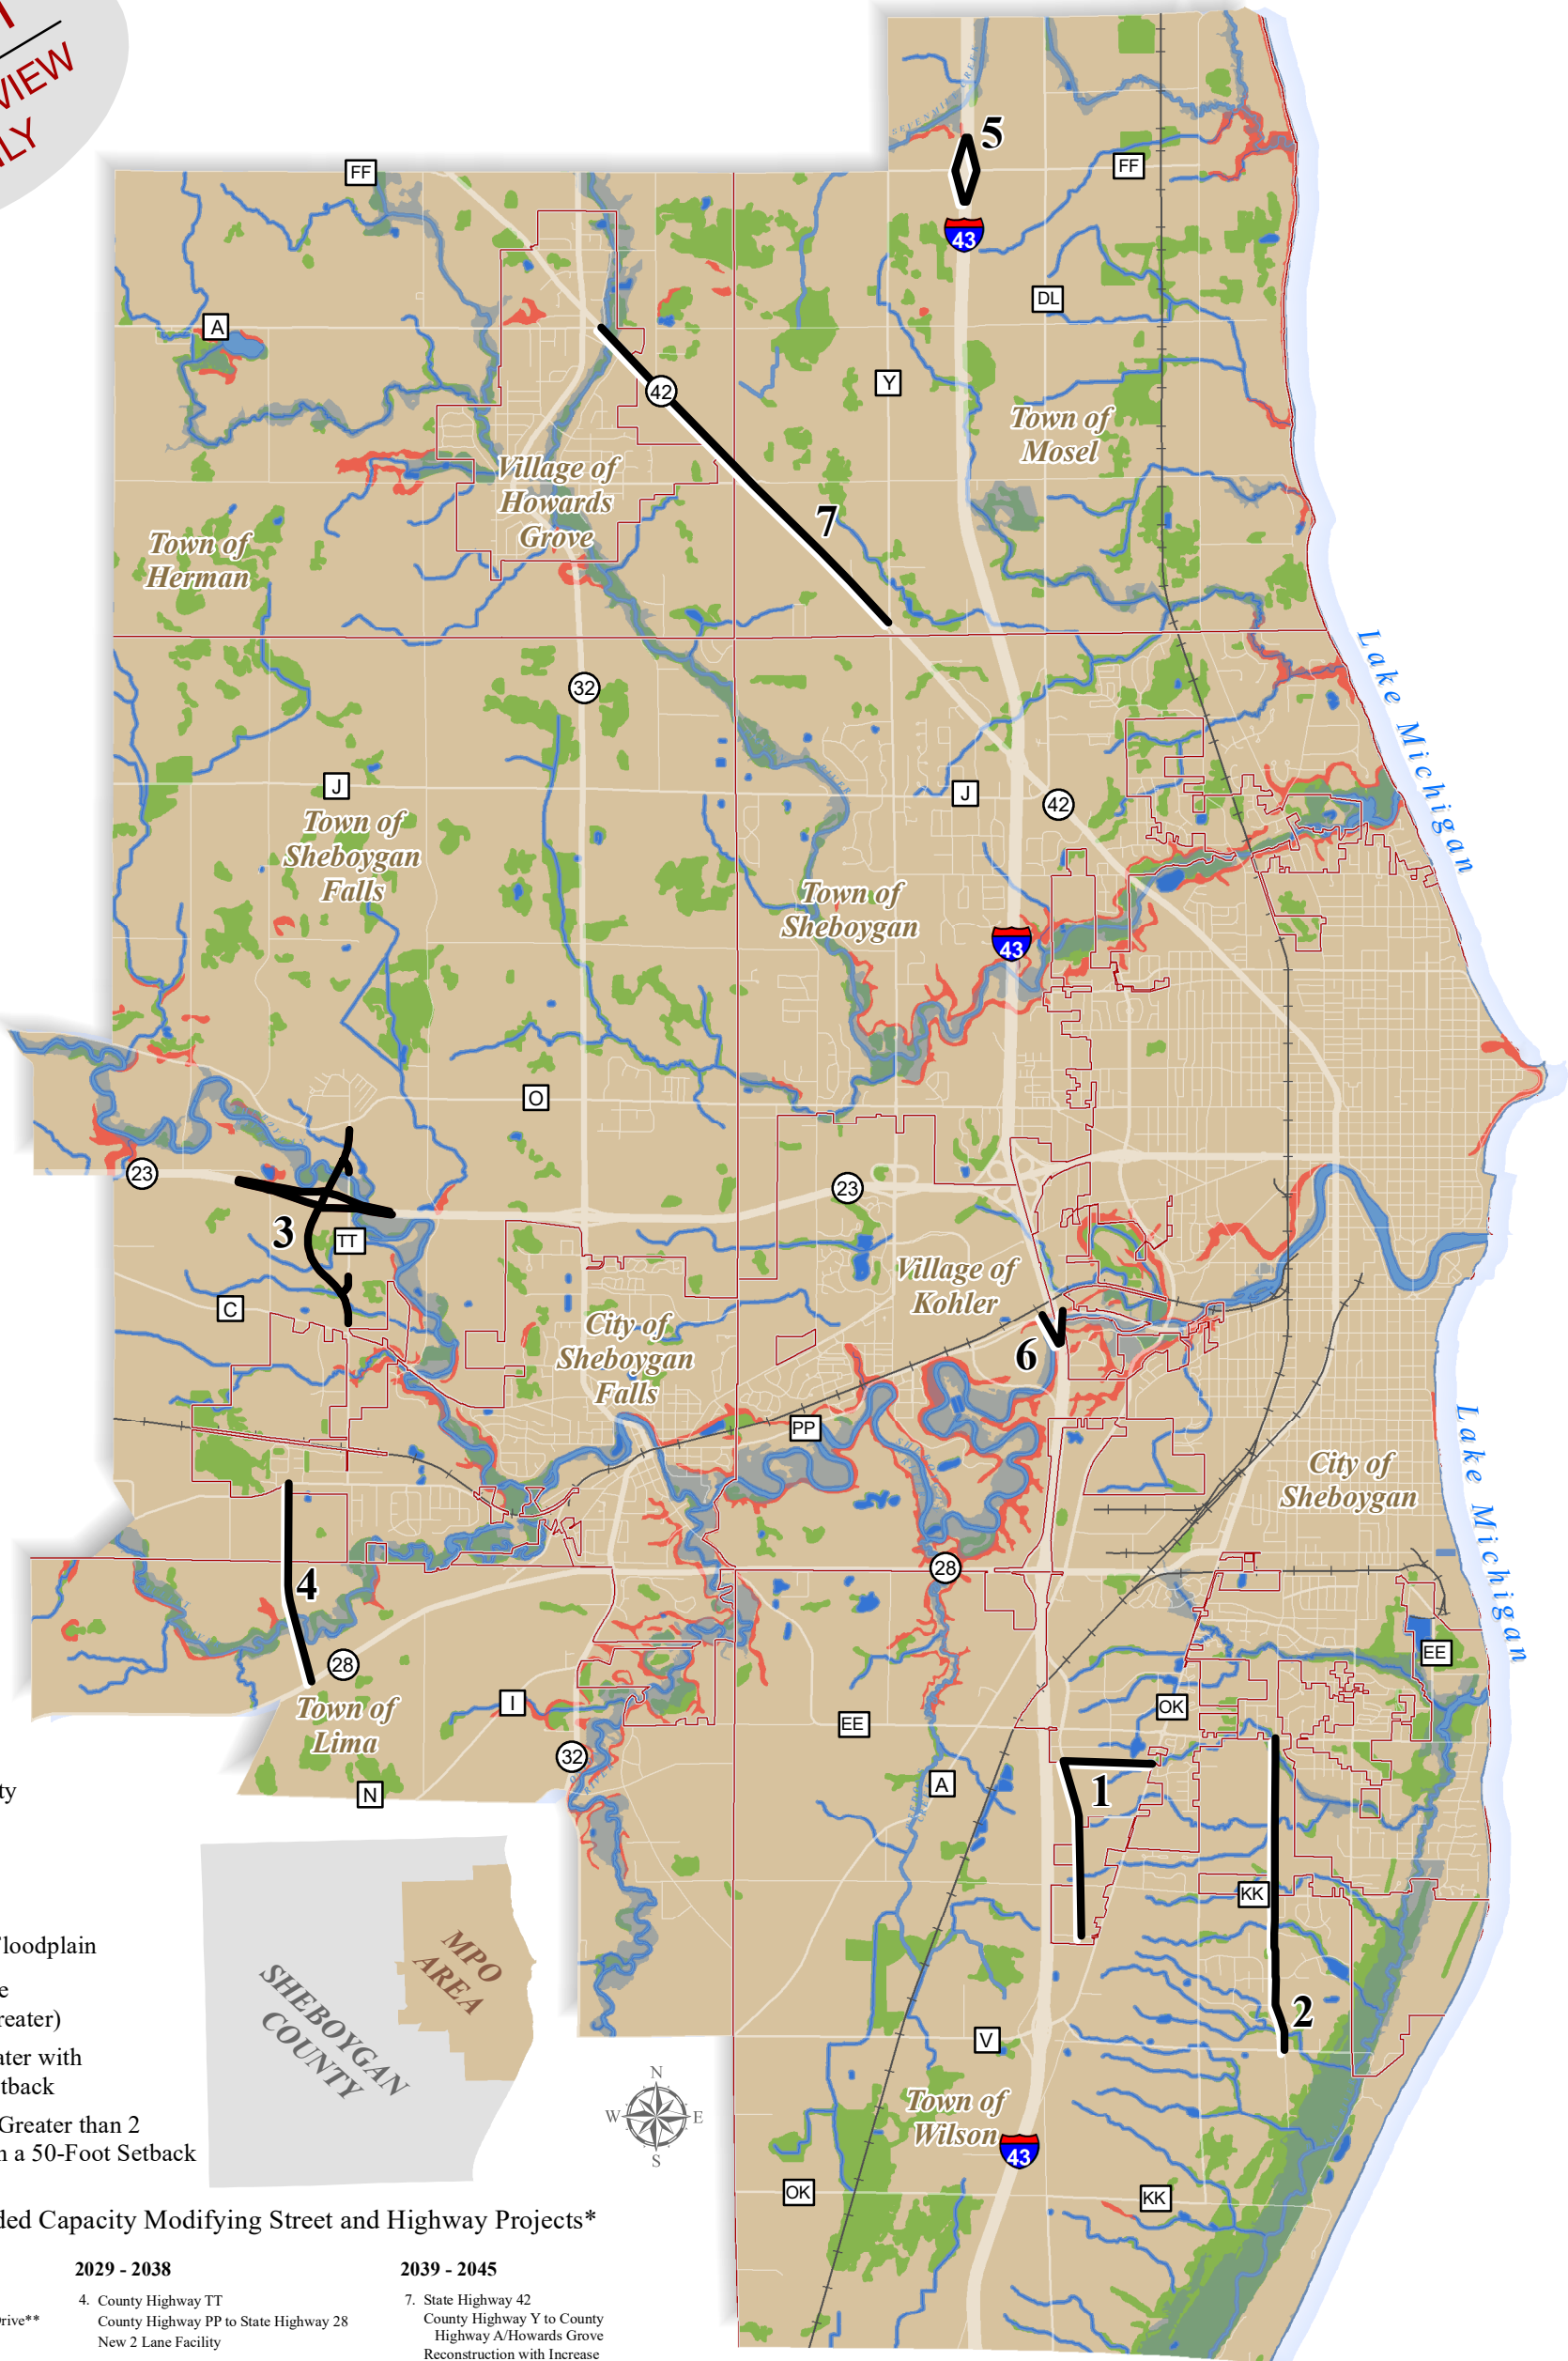 VIEW
LY
5
FF
FF
43
DL
A
Y
42
Town of
Mosel
Village of
Howards
Grove
7
Town of
Herman
32
Lake Michigan
J
J
42
Town of
Sheboygan
Falls
Town of
Sheboygan
43
O
23
23
3
TT
C
Village of
Kohler
City of
Sheboygan
Falls
6
PP
Lake Michigan
City of
Sheboygan
28
4
28
EE
Town of
Lima
I
OK
EE
32
A
N
1
KK
2
ty
loodplain
e
reater)
ater with
tback
Greater than 2
n a 50-Foot Setback
SHEBOYGAN
COUNTY
MPO
AREA
N
W E
S
V
Town of
Wilson
43
OK
KK
ded Capacity Modifying Street and Highway Projects*
2029 - 2038
2039 - 2045
4. County Highway TT
County Highway PP to State Highway 28
New 2 Lane Facility
Drive**
7. State Highway 42
County Highway Y to County
Highway A/Howards Grove
Reconstruction with Increase